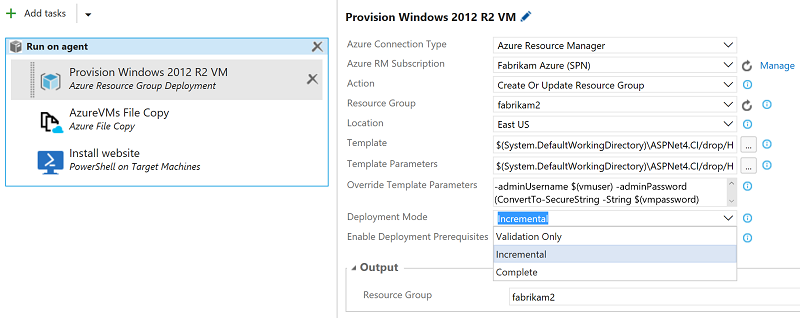 Add tasks
Run on agent
Provision Windows 2012 R2 VM
Azure Resource Group Deployment
AzureVMs File Copy
Azure File Copy
Install website
PowerShell on Target Machines
Provision Windows 2012 R2 VM
Azure Connection Type Azure Resource Manager
Azure RM Subscription Fabrikam Azure (SPN) Manage
Action Create Or Update Resource Group
Resource Group fabrikam2
Location East US
Template $(System.DefaultWorkingDirectory)\ASPNet4.CI/drop/H ...
Template Parameters $(System.DefaultWorkingDirectory)\ASPNet4.CI/drop/H ...
Override Template Parameters -adminUsername $(vmuser) -adminPassword
(ConvertTo-SecureString -String $(vmpassword)
Deployment Mode Incremental
Enable Deployment Prerequisites Validation Only
Incremental
Complete
Output
Resource Group fabrikam2